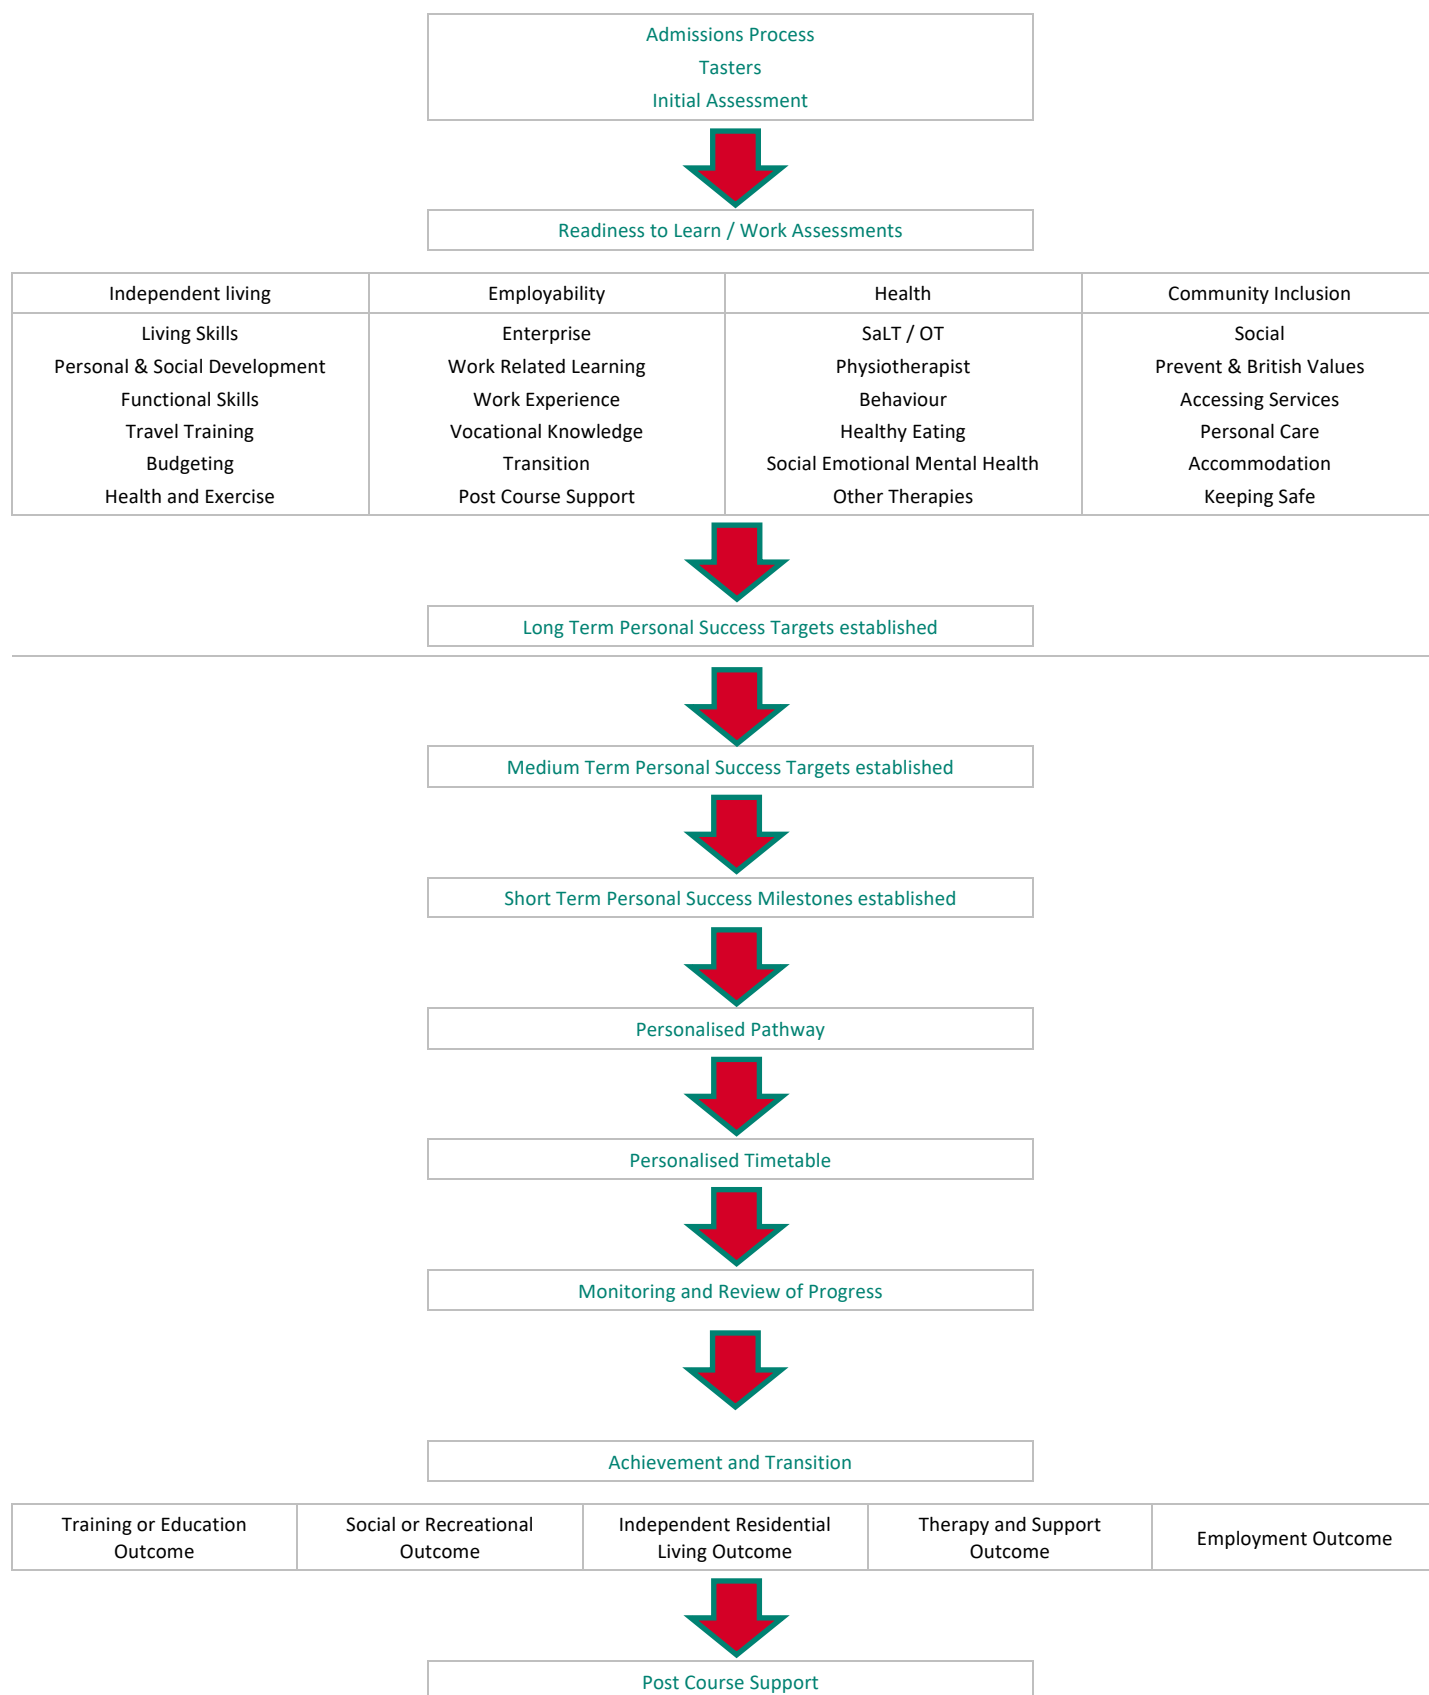 Admissions Process
Tasters
Initial Assessment
Readiness to Learn / Work Assessments
Independent living
Employability
Health
Community Inclusion
Living Skills
Personal & Social Development
Functional Skills
Travel Training
Budgeting
Health and Exercise
Enterprise
Work Related Learning
Work Experience
Vocational Knowledge
Transition
Post Course Support
SaLT / OT
Physiotherapist
Behaviour
Healthy Eating
Social Emotional Mental Health
Other Therapies
Social
Prevent & British Values
Accessing Services
Personal Care
Accommodation
Keeping Safe
Long Term Personal Success Targets established
Medium Term Personal Success Targets established
Short Term Personal Success Milestones established
Personalised Pathway
Personalised Timetable
Monitoring and Review of Progress
Achievement and Transition
Training or Education
Outcome
Social or Recreational
Outcome
Independent Residential
Living Outcome
Therapy and Support
Outcome
Employment Outcome
Post Course Support